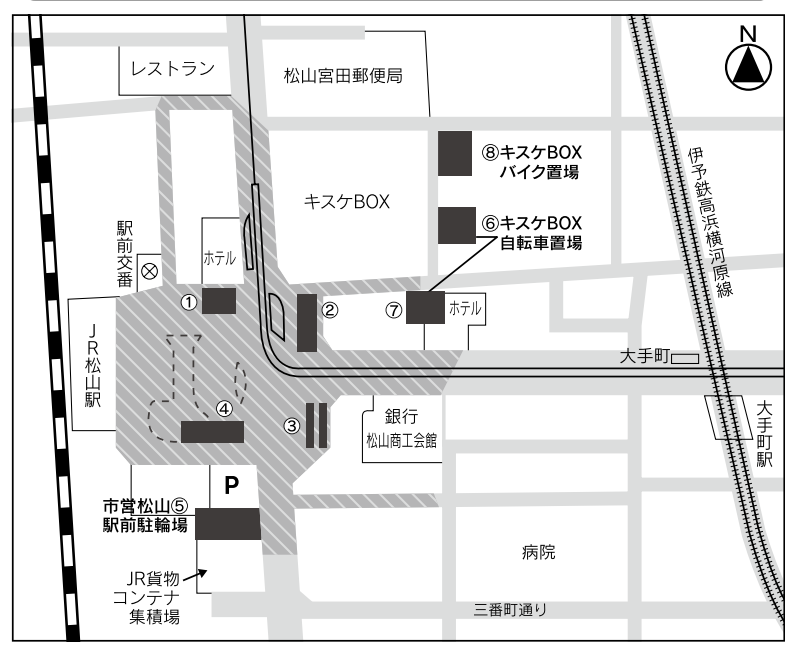 N
レストラン
松山宮田郵便局
⑧キスケBOX
バイク置場
伊予鉄高浜横河原線
キスケBOX
⑥キスケBOX
自転車置場
駅前交番
ホテル
①
②
⑦
ホテル
JR松山駅
大手町
④
③
銀行
松山商工会館
大手町駅
P
市営松山⑤
駅前駐輪場
病院
JR貨物
コンテナ
集積場
三番町通り